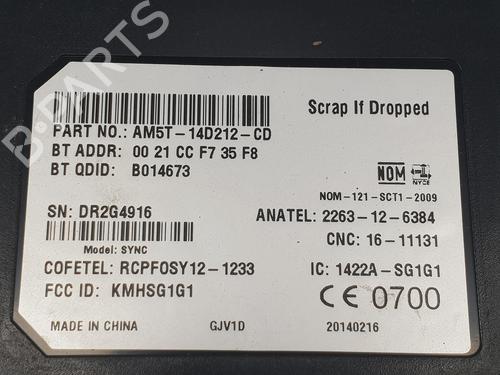 Scrap If Dropped
PART NO.: AM5T-14D212-CD
BT ADDR: 00 21 CC F7 35 F8
BT QDID: B014673
NOM NYCE
NOM-121-SCT1-2009
SN: DR2G4916
ANATEL: 2263-12-6384
Model: SYNC
CNC: 16-11131
COFETEL: RCPFOSY12-1233
IC: 1422A-SG1G1
FCC ID: KMHSG1G1
CE 0700
MADE IN CHINA GJV1D 20140216
B-PARTS